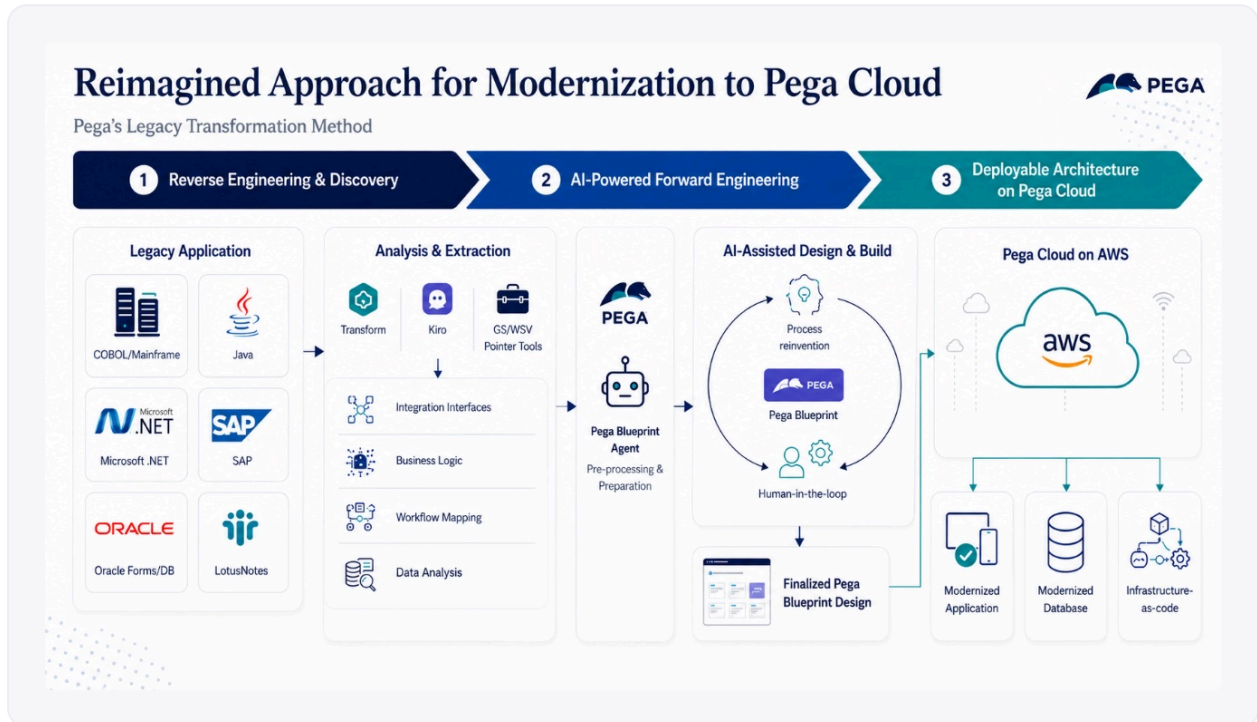 Reimagined Approach for Modernization to Pega Cloud
PEGA
Pega's Legacy Transformation Method
1 Reverse Engineering & Discovery
2 AI-Powered Forward Engineering
3 Deployable Architecture
on Pega Cloud
Legacy Application
COBOL/Mainframe
Java
Microsoft
.NET
Microsoft .NET
SAP
SAP
ORACLE
Oracle Forms/DB
LotusNotes
Analysis & Extraction
Transform
Kiro
GS/WSV
Pointer Tools
Integration Interfaces
Business Logic
Workflow Mapping
Data Analysis
PEGA
Pega Blueprint
Agent
Pre-processing &
Preparation
AI-Assisted Design & Build
Process
reinvention
PEGA
Pega Blueprint
Human-in-the-loop
Finalized Pega
Blueprint Design
Pega Cloud on AWS
aws
Modernized
Application
Modernized
Database
Infrastructure-
as-code